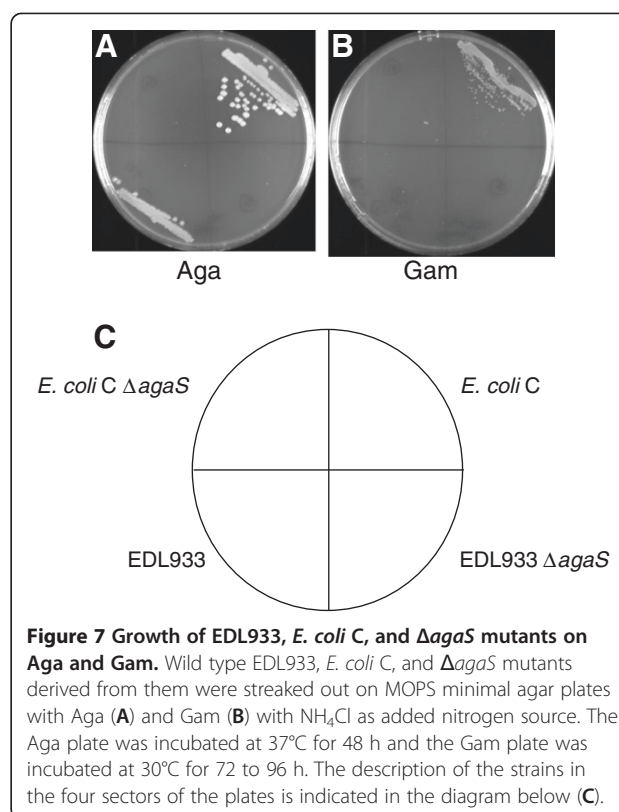 A
B
Aga
Gam
C
E. coli C ΔagaS
E. coli C
EDL933
EDL933 ΔagaS
Figure 7 Growth of EDL933, E. coli C, and ΔagaS mutants on
Aga and Gam. Wild type EDL933, E. coli C, and ΔagaS mutants
derived from them were streaked out on MOPS minimal agar plates
with Aga (A) and Gam (B) with NH₄Cl as added nitrogen source. The
Aga plate was incubated at 37°C for 48 h and the Gam plate was
incubated at 30°C for 72 to 96 h. The description of the strains in
the four sectors of the plates is indicated in the diagram below (C).